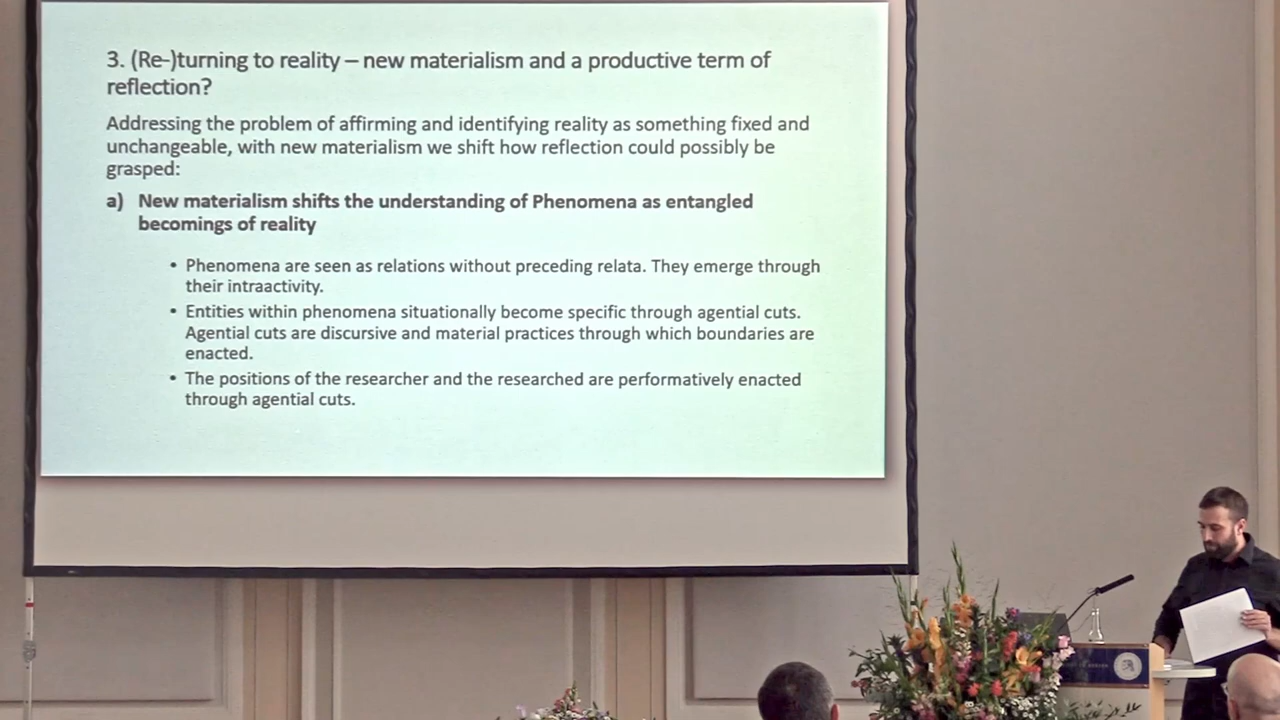 3. (Re-)turning to reality – new materialism and a productive term of
reflection?
Addressing the problem of affirming and identifying reality as something fixed and
unchangeable, with new materialism we shift how reflection could possibly be
grasped:
a) New materialism shifts the understanding of Phenomena as entangled
becomings of reality
• Phenomena are seen as relations without preceding relata. They emerge through
their intraactivity.
• Entities within phenomena situationally become specific through agential cuts.
Agential cuts are discursive and material practices through which boundaries are
enacted.
• The positions of the researcher and the researched are performatively enacted
through agential cuts.